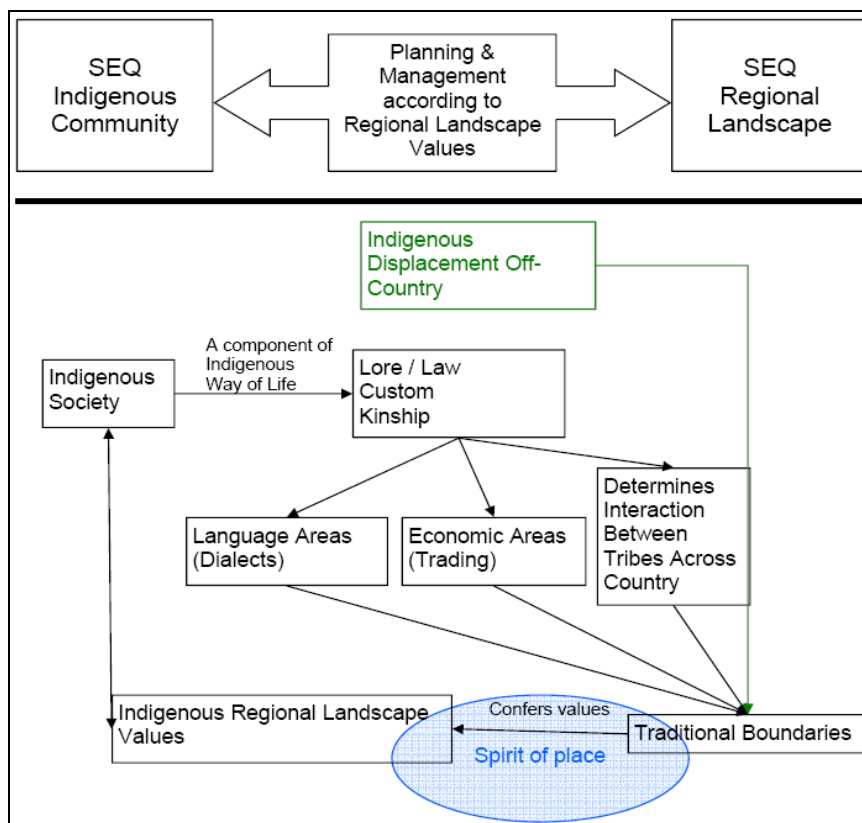 SEQ
Indigenous
Community
Planning &
Management
according to
Regional Landscape
Values
SEQ
Regional
Landscape
Indigenous
Displacement Off-
Country
A component of
Indigenous
Way of Life
Indigenous
Society
Lore / Law
Custom
Kinship
Language Areas
(Dialects)
Economic Areas
(Trading)
Determines
Interaction
Between
Tribes Across
Country
Indigenous Regional Landscape
Values
Confers values
Spirit of place
Traditional Boundaries